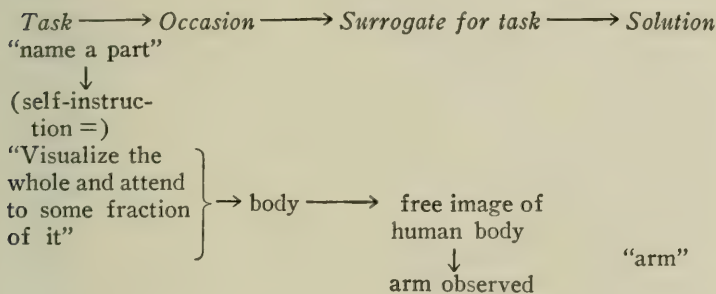 Task → Occasion → Surrogate for task → Solution
“name a part”
↓
(self-instruc-
tion =)
“Visualize the
whole and attend
to some fraction
of it”
} → body → free image of
human body
↓
arm observed
“arm”